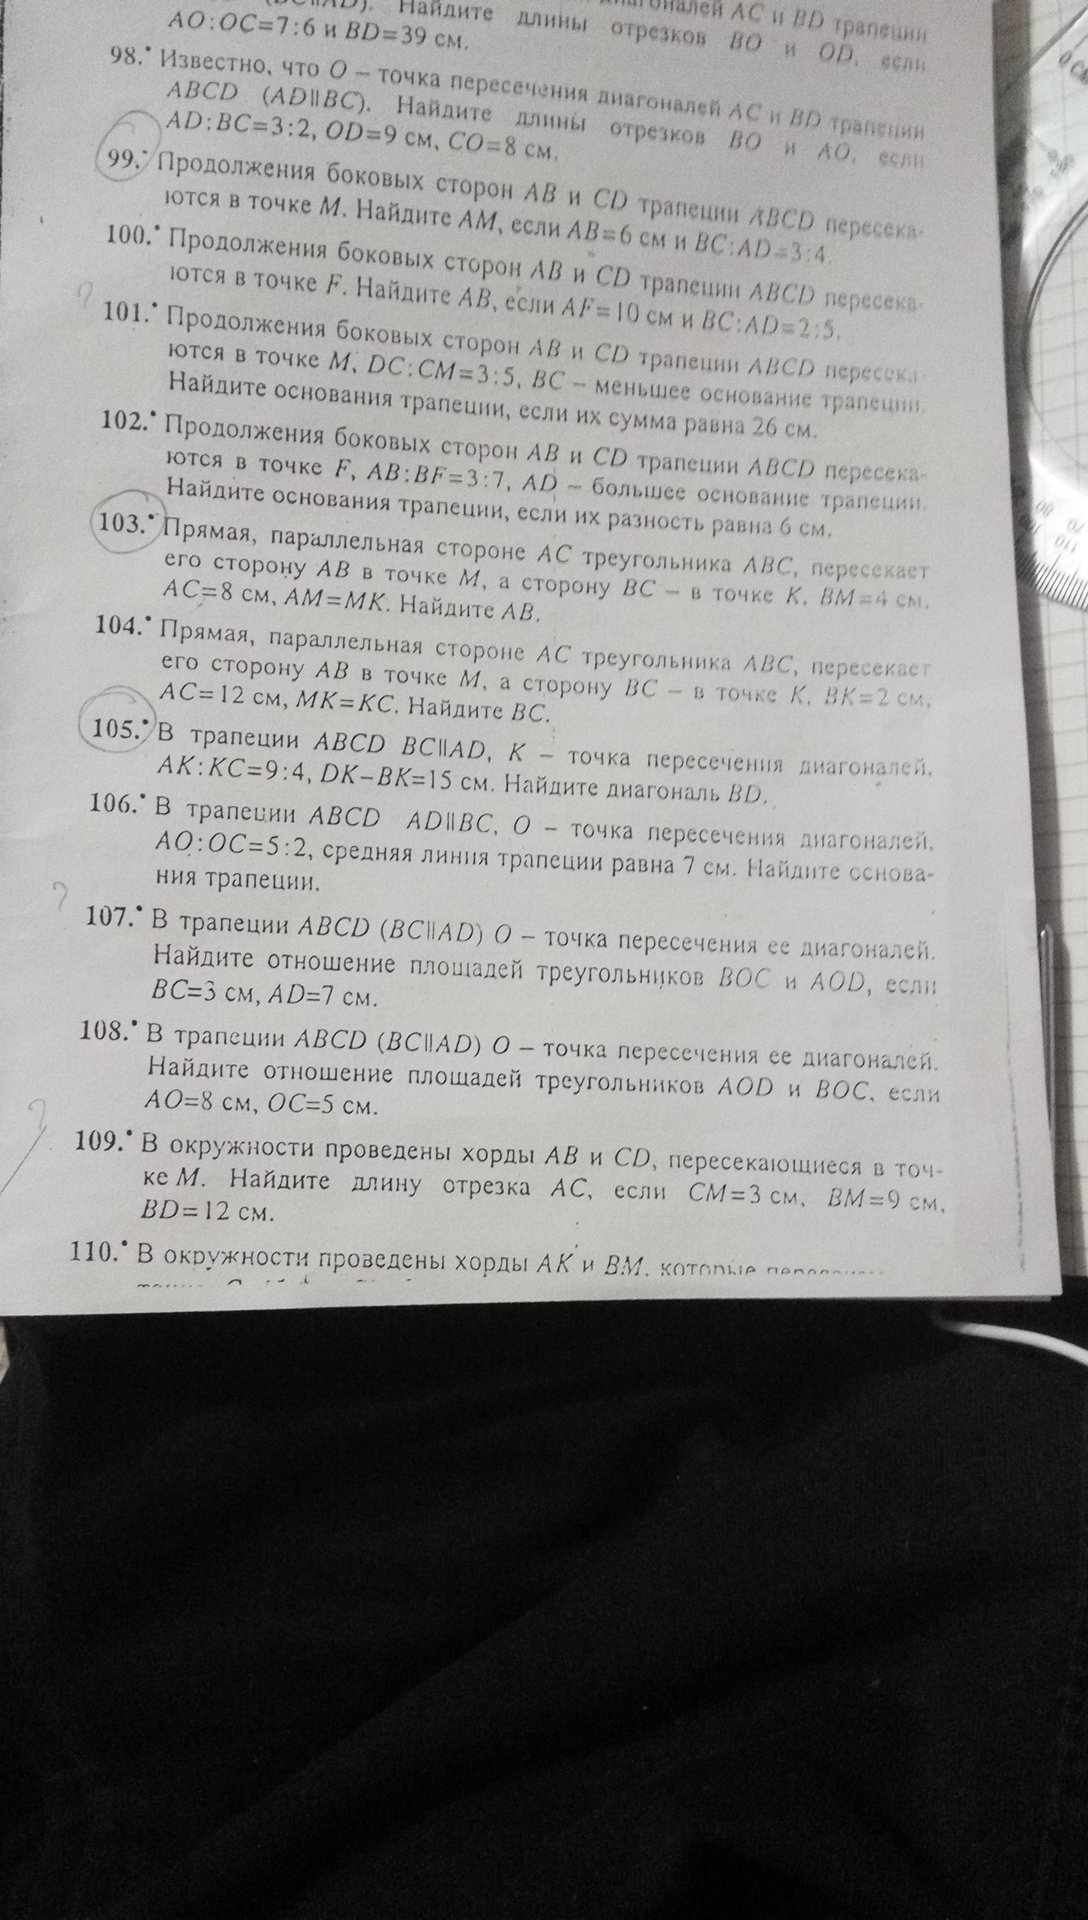 (BC∥AD). Найдите длины отрезков BO и OD, если
AO:OC=7:6 и BD=39 см.
98.• Известно, что O – точка пересечения диагоналей AC и BD трапеции
ABCD (AD∥BC). Найдите длины отрезков BO и AO, если
AD:BC=3:2, OD=9 см, CO=8 см.
99.• Продолжения боковых сторон AB и CD трапеции ABCD пересека-
ются в точке M. Найдите AM, если AB=6 см и BC:AD=3:4.
100.• Продолжения боковых сторон AB и CD трапеции ABCD пересека-
ются в точке F. Найдите AB, если AF=10 см и BC:AD=2:5.
101.• Продолжения боковых сторон AB и CD трапеции ABCD пересека-
ются в точке M, DC:CM=3:5, BC – меньшее основание трапеции.
Найдите основания трапеции, если их сумма равна 26 см.
102.• Продолжения боковых сторон AB и CD трапеции ABCD пересека-
ются в точке F, AB:BF=3:7, AD – большее основание трапеции.
Найдите основания трапеции, если их разность равна 6 см.
103.• Прямая, параллельная стороне AC треугольника ABC, пересекает
его сторону AB в точке M, а сторону BC – в точке K. BM=4 см,
AC=8 см, AM=MK. Найдите AB.
104.• Прямая, параллельная стороне AC треугольника ABC, пересекает
его сторону AB в точке M, а сторону BC – в точке K. BK=2 см,
AC=12 см, MK=KC. Найдите BC.
105.• В трапеции ABCD BC∥AD, K – точка пересечения диагоналей,
AK:KC=9:4, DK–BK=15 см. Найдите диагональ BD.
106.• В трапеции ABCD AD∥BC, O – точка пересечения диагоналей,
AO:OC=5:2, средняя линия трапеции равна 7 см. Найдите основа-
ния трапеции.
107.• В трапеции ABCD (BC∥AD) O – точка пересечения ее диагоналей.
Найдите отношение площадей треугольников BOC и AOD, если
BC=3 см, AD=7 см.
108.• В трапеции ABCD (BC∥AD) O – точка пересечения ее диагоналей.
Найдите отношение площадей треугольников AOD и BOC, если
AO=8 см, OC=5 см.
109.• В окружности проведены хорды AB и CD, пересекающиеся в точ-
ке M. Найдите длину отрезка AC, если CM=3 см, BM=9 см,
BD=12 см.
110.• В окружности проведены хорды AK и BM, которые